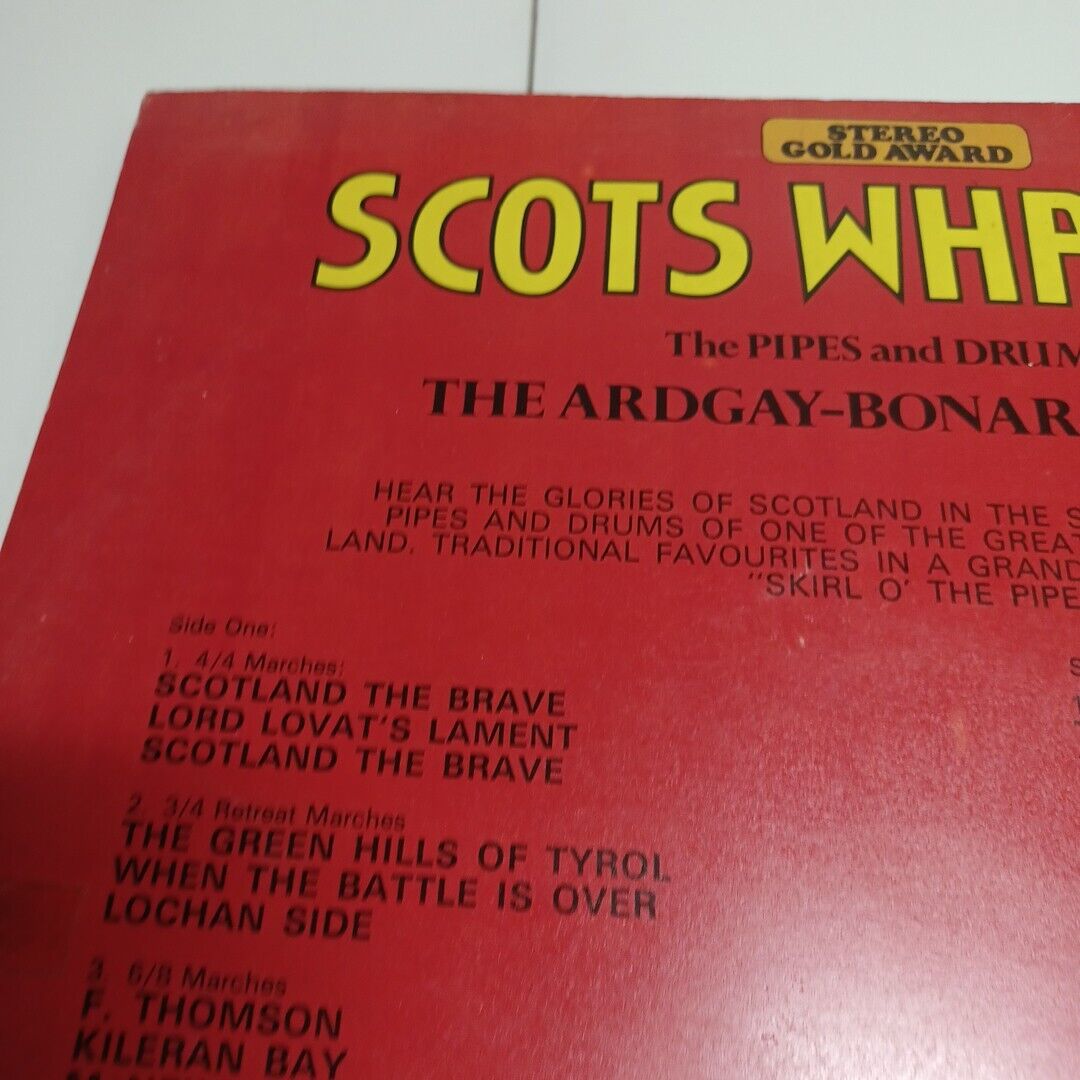 STEREO
GOLD AWARD
SCOTS WH
The PIPES and DRUM
THE ARDGAY-BONAR
HEAR THE GLORIES OF SCOTLAND IN THE S
PIPES AND DRUMS OF ONE OF THE GREAT
LAND. TRADITIONAL FAVOURITES IN A GRAND
"SKIRL O' THE PIPE
Side One:
1. 4/4 Marches:
SCOTLAND THE BRAVE
LORD LOVAT'S LAMENT
SCOTLAND THE BRAVE
2. 3/4 Retreat Marches
THE GREEN HILLS OF TYROL
WHEN THE BATTLE IS OVER
LOCHAN SIDE
3. 6/8 Marches
F. THOMSON
KILERAN BAY